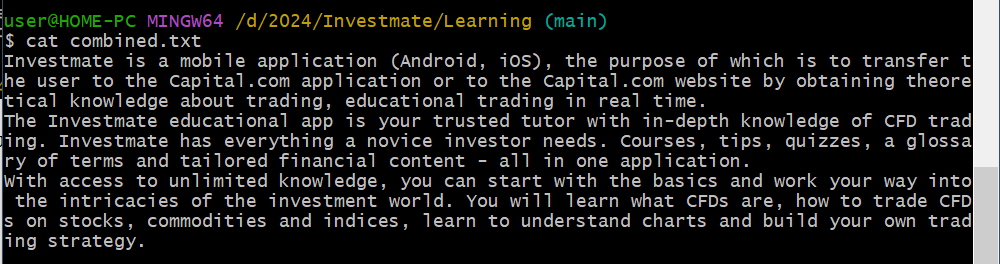 user@HOME-PC MINGW64 /d/2024/Investmate/Learning (main)
$ cat combined.txt
Investmate is a mobile application (Android, iOS), the purpose of which is to transfer t
he user to the Capital.com application or to the Capital.com website by obtaining theore
tical knowledge about trading, educational trading in real time.
The Investmate educational app is your trusted tutor with in-depth knowledge of CFD trad
ing. Investmate has everything a novice investor needs. Courses, tips, quizzes, a glossa
ry of terms and tailored financial content - all in one application.
With access to unlimited knowledge, you can start with the basics and work your way into
 the intricacies of the investment world. You will learn what CFDs are, how to trade CFD
s on stocks, commodities and indices, learn to understand charts and build your own trad
ing strategy.